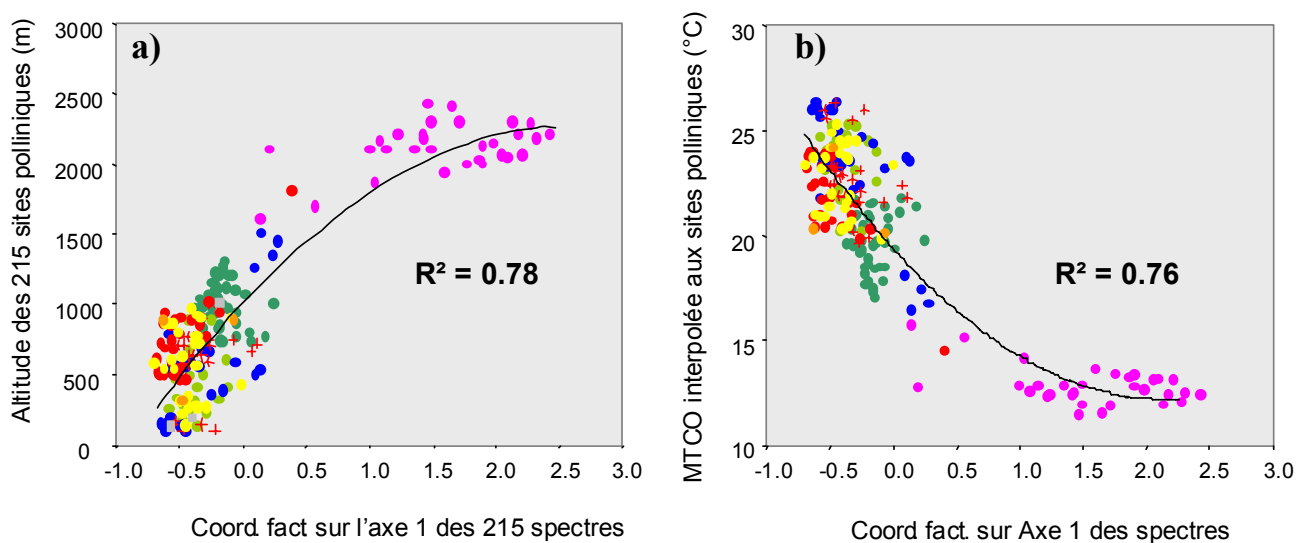 a)
Altitude des 215 sites polliniques (m)
3000
2500
2000
1500
1000
500
0
R² = 0.78
-1.0 -0.5 0.0 0.5 1.0 1.5 2.0 2.5 3.0
Coord. fact sur l'axe 1 des 215 spectres
b)
MTCO interpolée aux sites polliniques (°C)
30
25
20
15
10
R² = 0.76
-1.0 -0.5 0.0 0.5 1.0 1.5 2.0 2.5 3.0
Coord. fact. sur Axe 1 des spectres